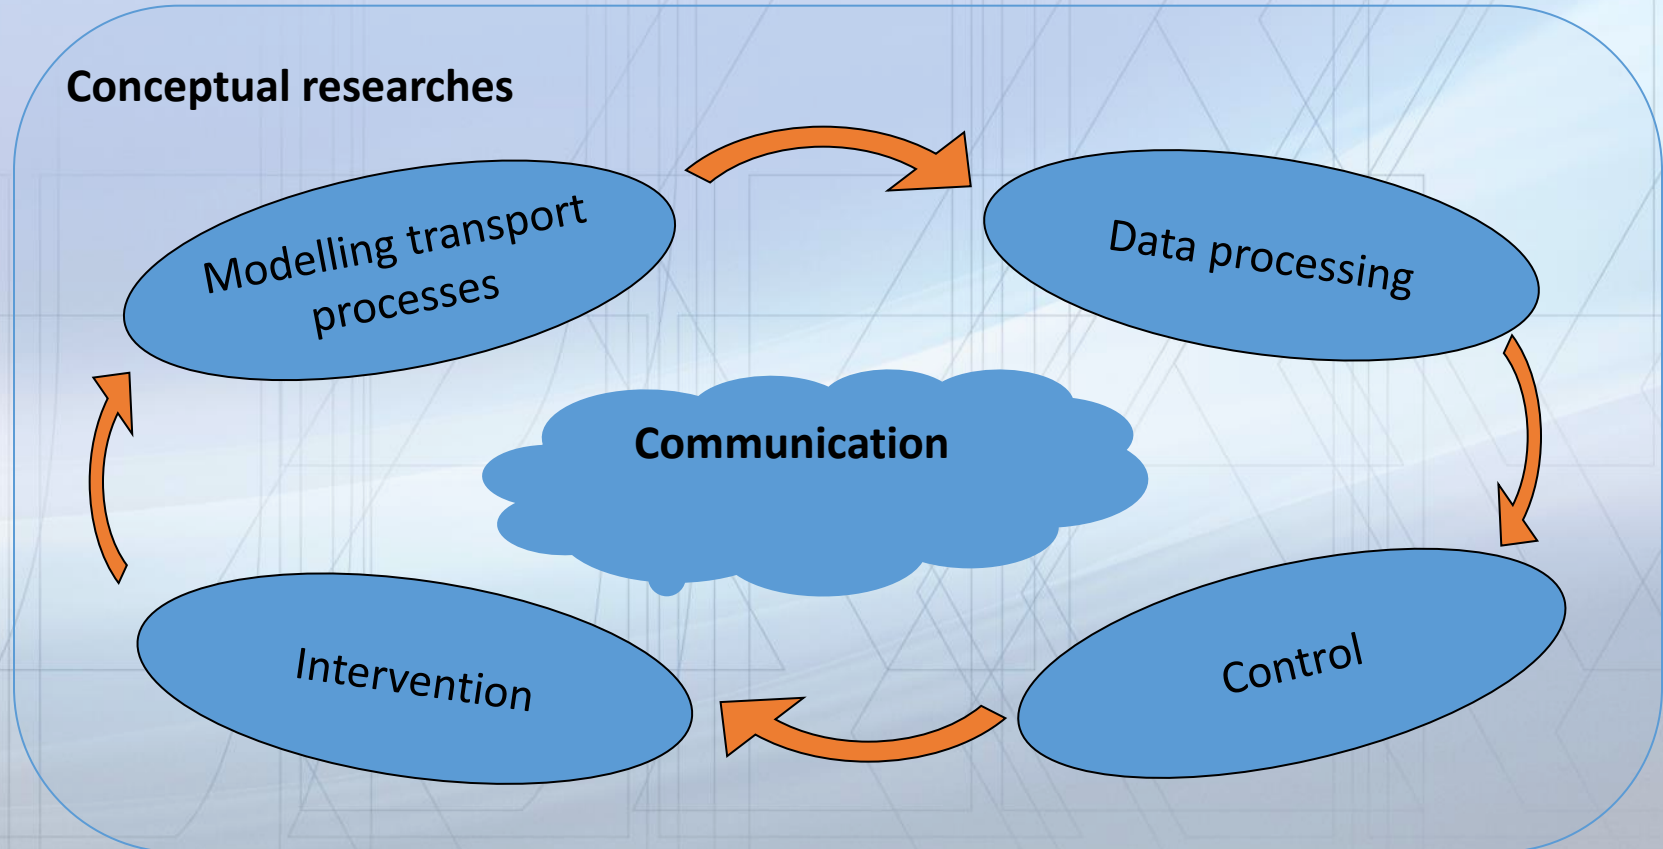 Conceptual researches
Modelling transport
processes
Data processing
Communication
Intervention
Control